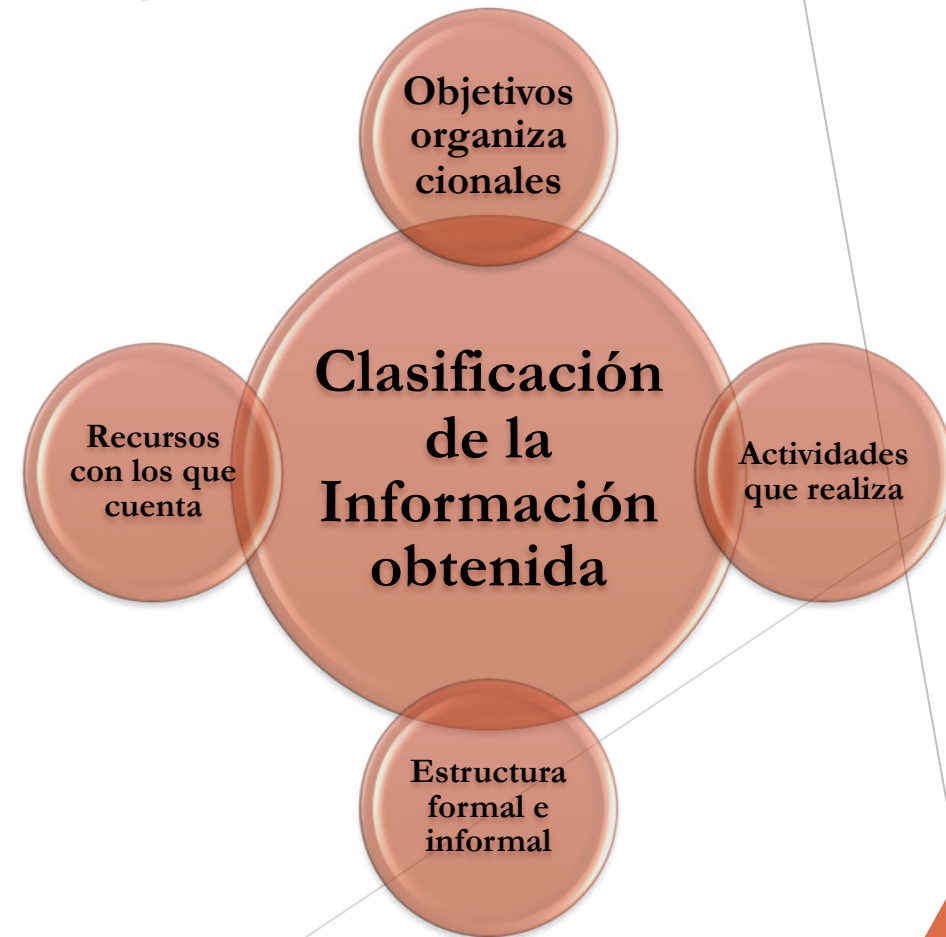 Objetivos
organiza
cionales
Clasificación
de la
Información
obtenida
Recursos
con los que
cuenta
Actividades
que realiza
Estructura
formal e
informal